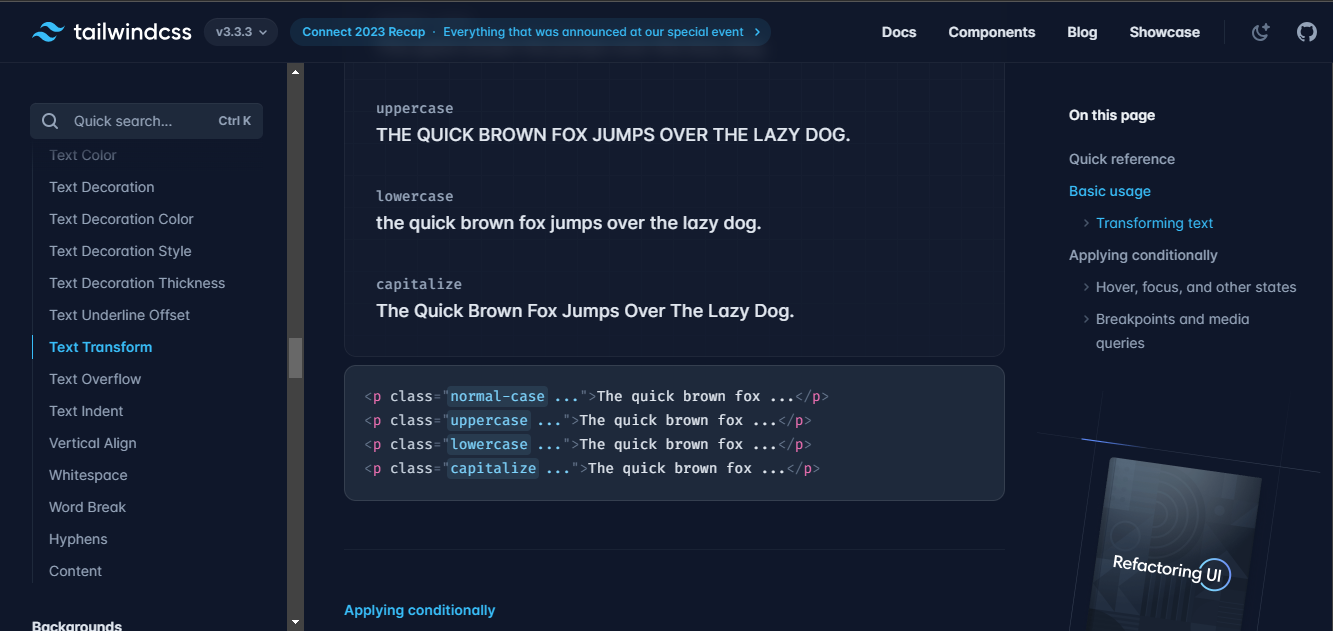 tailwindcss
v3.3.3
Connect 2023 Recap · Everything that was announced at our special event
Docs
Components
Blog
Showcase
Quick search...
Ctrl K
Text Color
Text Decoration
Text Decoration Color
Text Decoration Style
Text Decoration Thickness
Text Underline Offset
Text Transform
Text Overflow
Text Indent
Vertical Align
Whitespace
Word Break
Hyphens
Content
Backgrounds
uppercase
THE QUICK BROWN FOX JUMPS OVER THE LAZY DOG.
lowercase
the quick brown fox jumps over the lazy dog.
capitalize
The Quick Brown Fox Jumps Over The Lazy Dog.
<p class="normal-case ...">The quick brown fox ...</p>
<p class="uppercase ...">The quick brown fox ...</p>
<p class="lowercase ...">The quick brown fox ...</p>
<p class="capitalize ...">The quick brown fox ...</p>
Applying conditionally
On this page
Quick reference
Basic usage
Transforming text
Applying conditionally
Hover, focus, and other states
Breakpoints and media
queries
Refactoring UI